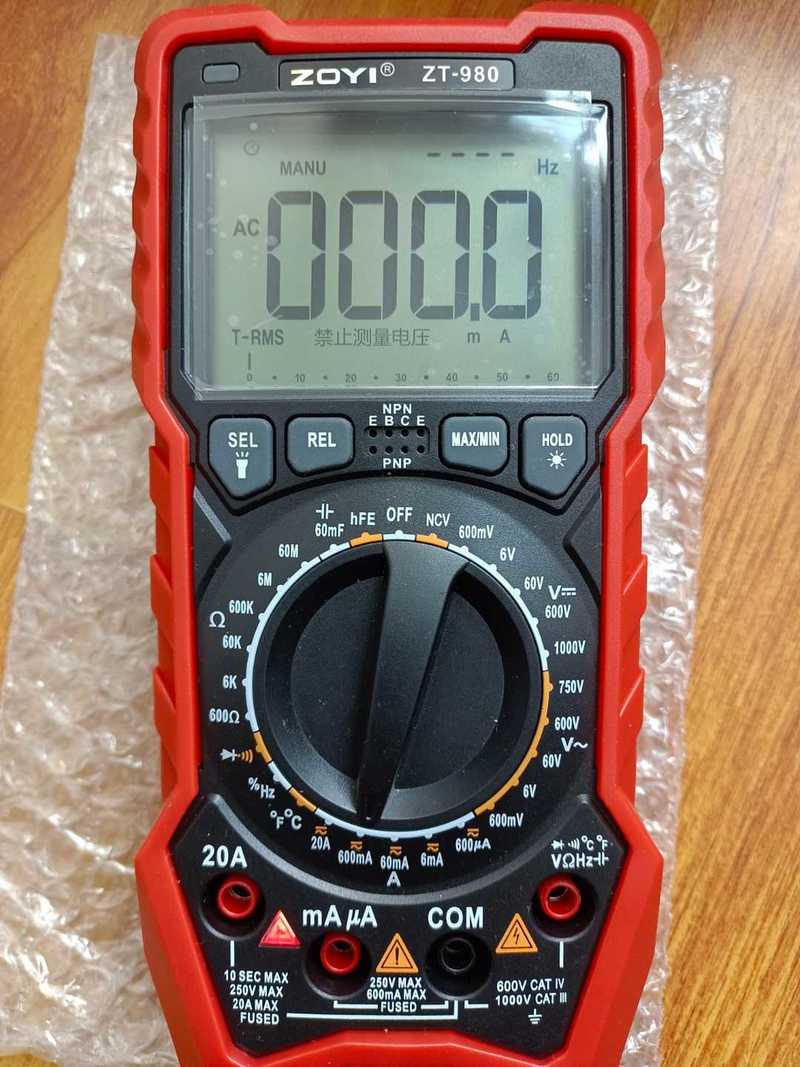 ZOYI® ZT-980
MANU ---- Hz
AC 000.0
T-RMS 禁止测量电压 m A
0 10 20 30 40 50 60
SEL REL NPN MAX/MIN HOLD
E B C E
PNP
OFF
NCV
600mV
6V
60V
V⎓
600V
1000V
750V
600V
V~
60V
6V
600mV
600µA
6mA
60mA
600mA
20A
A
°F°C
%Hz
600Ω
6K
60K
Ω
600K
6M
60M
60mF
hFE
20A mA µA COM °C °F
VΩHz
10 SEC MAX
250V MAX
20A MAX
FUSED
250V MAX
600mA MAX
FUSED
600V CAT IV
1000V CAT III